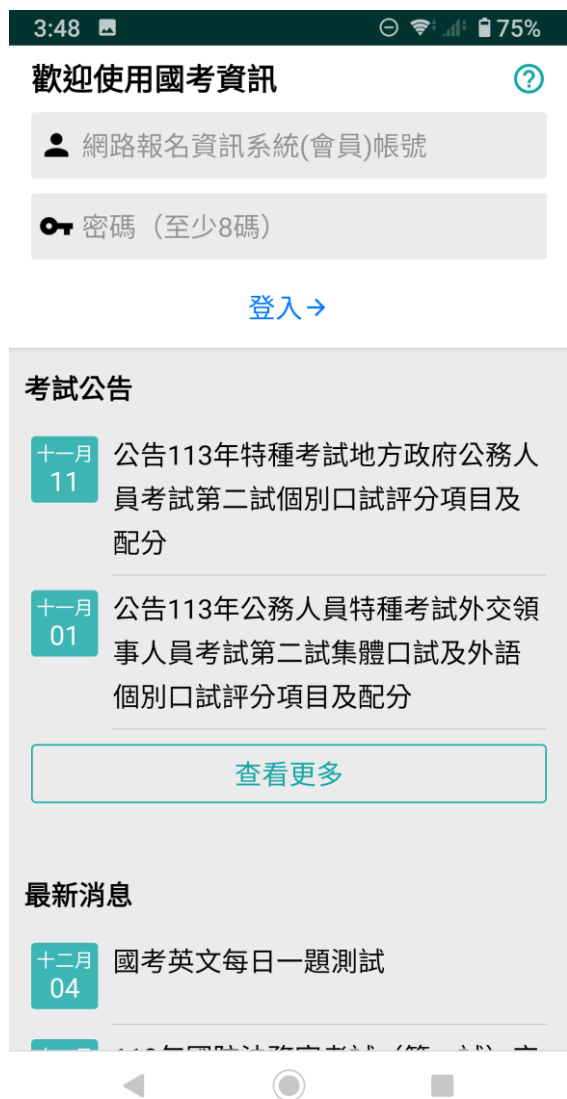 3:48
75%
歡迎使用國考資訊
網路報名資訊系統(會員)帳號
密碼（至少8碼）
登入
考試公告
十一月
11
公告113年特種考試地方政府公務人
員考試第二試個別口試評分項目及
配分
十一月
01
公告113年公務人員特種考試外交領
事人員考試第二試集體口試及外語
個別口試評分項目及配分
查看更多
最新消息
十二月
04
國考英文每日一題測試